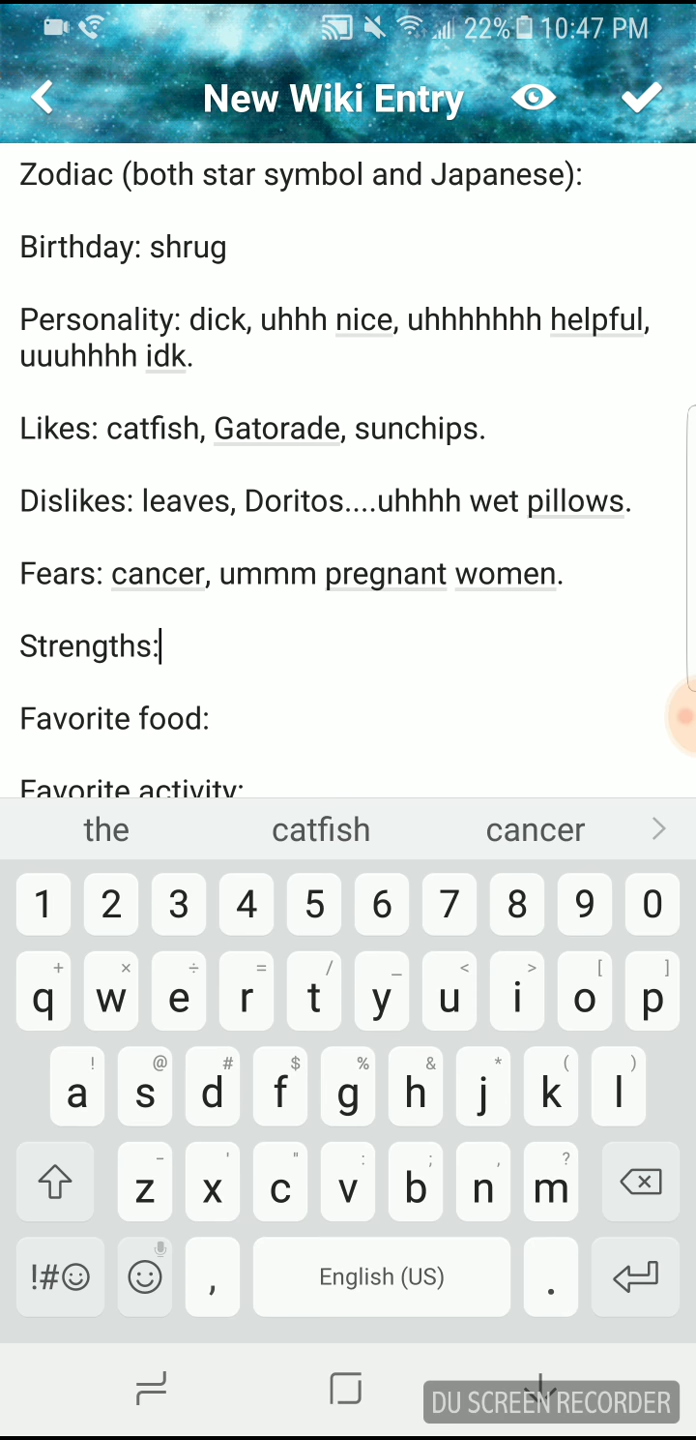 22% 10:47 PM
New Wiki Entry
Zodiac (both star symbol and Japanese):
Birthday: shrug
Personality: dick, uhhh nice, uhhhhhhh helpful,
uuuhhhh idk.
Likes: catfish, Gatorade, sunchips.
Dislikes: leaves, Doritos....uhhhh wet pillows.
Fears: cancer, ummm pregnant women.
Strengths:
Favorite food:
Favorite activity:
the catfish cancer >
1 2 3 4 5 6 7 8 9 0
+ × ÷ = / _ < > [ ]
q w e r t y u i o p
! @ # $ % & * ( )
a s d f g h j k l
- ' " : ; , ?
z x c v b n m
!#☺ , English (US) .
DU SCREEN RECORDER